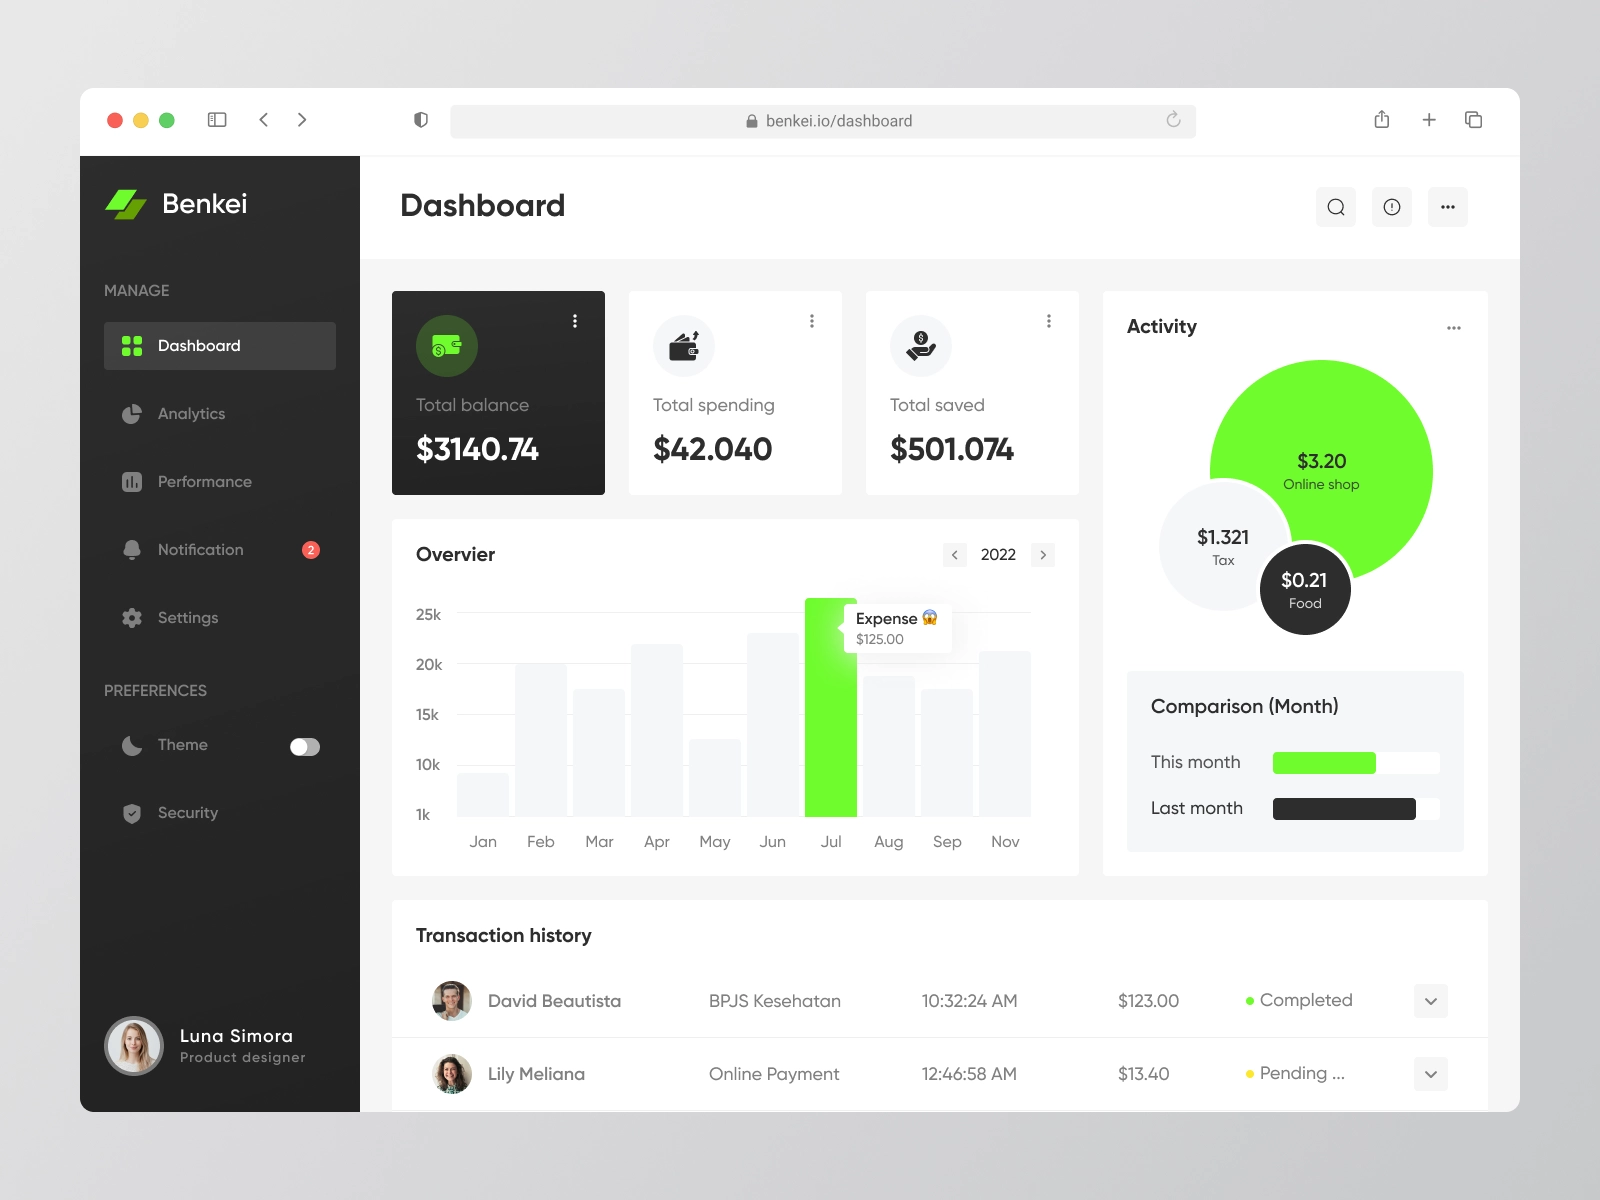 benkei.io/dashboard
Benkei
Dashboard
MANAGE
Dashboard
Analytics
Performance
Notification 2
Settings
PREFERENCES
Theme
Security
Luna Simora
Product designer
Total balance
$3140.74
Total spending
$42.040
Total saved
$501.074
Activity
$3.20
Online shop
$1.321
Tax
$0.21
Food
Comparison (Month)
This month
Last month
Overvier
2022
25k
20k
15k
10k
1k
Expense 😱
$125.00
Jan Feb Mar Apr May Jun Jul Aug Sep Nov
Transaction history
David Beautista BPJS Kesehatan 10:32:24 AM $123.00 Completed
Lily Meliana Online Payment 12:46:58 AM $13.40 Pending ...